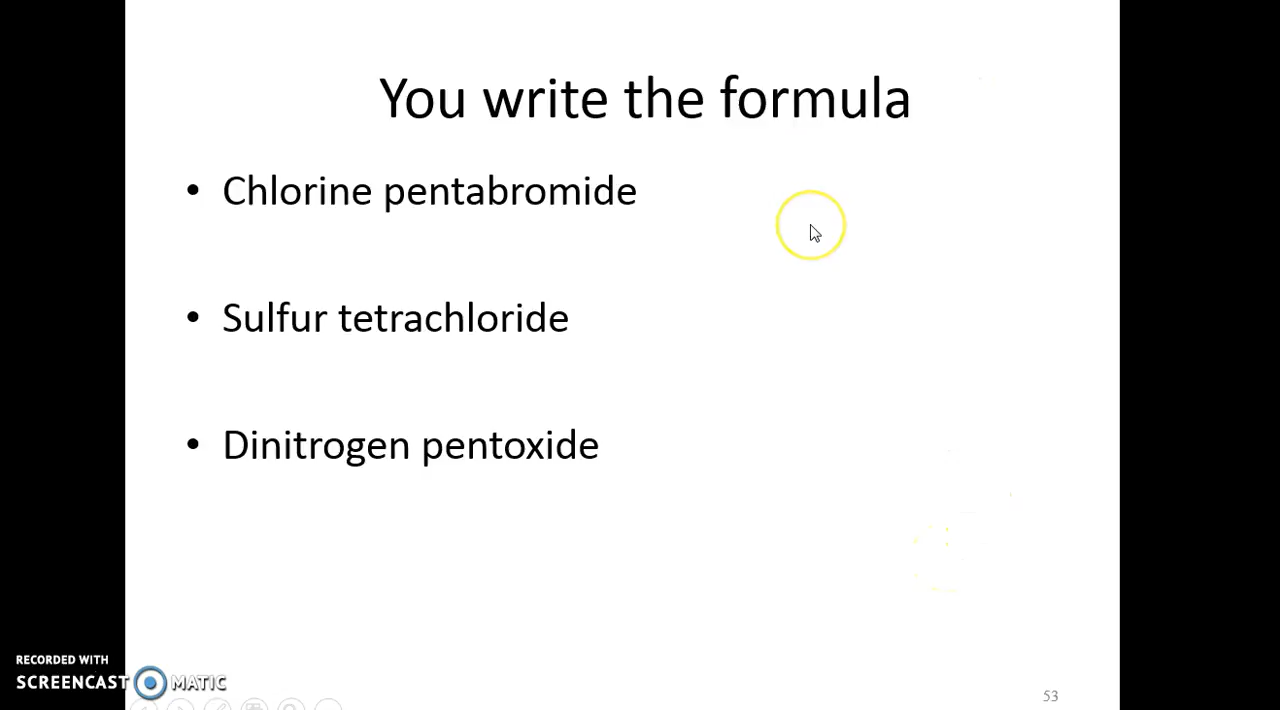 You write the formula
• Chlorine pentabromide
• Sulfur tetrachloride
• Dinitrogen pentoxide
RECORDED WITH
SCREENCAST MATIC
53